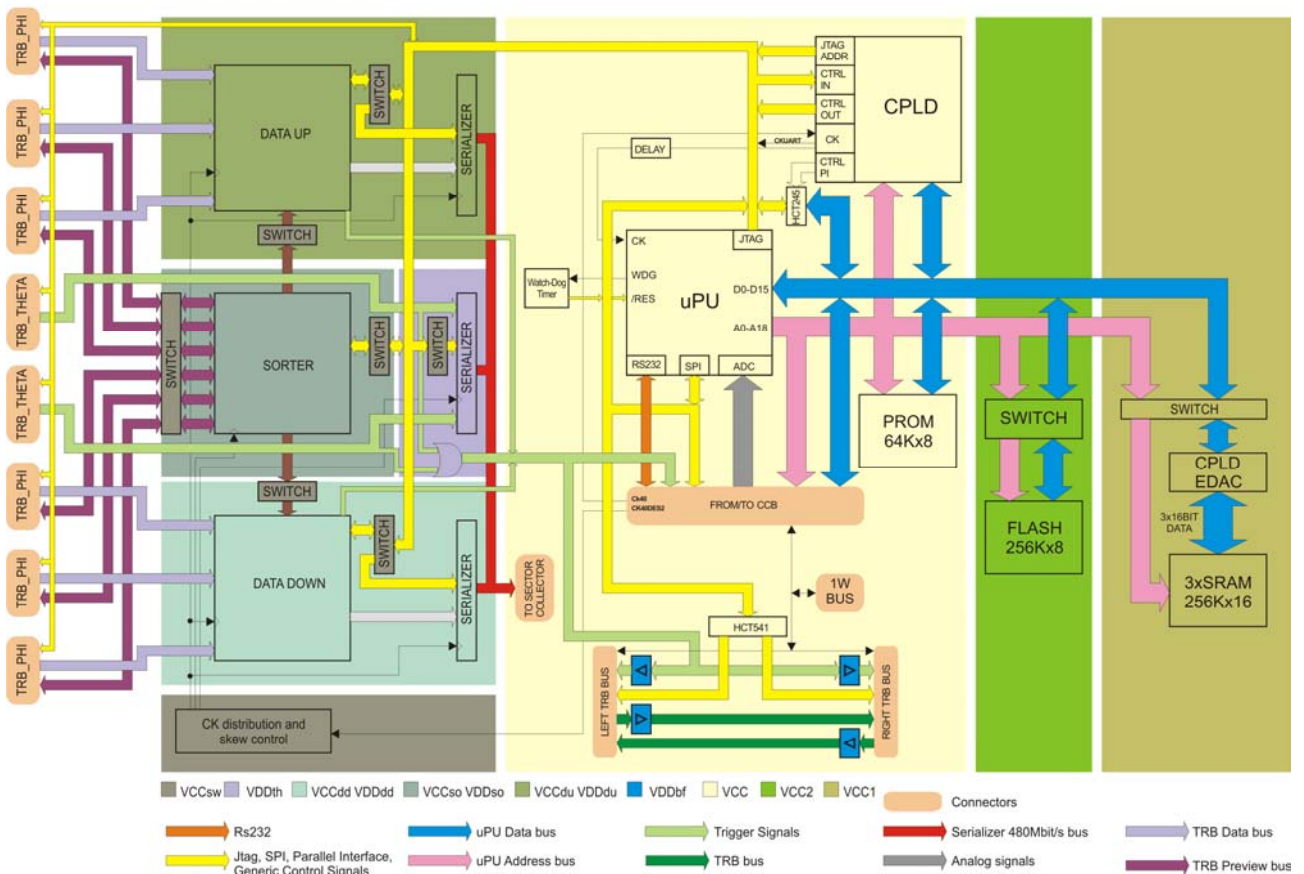 TRB_PHI
TRB_PHI
TRB_PHI
TRB_THETA
TRB_THETA
TRB_PHI
TRB_PHI
TRB_PHI
DATA UP
SWITCH
SERIALIZER
SWITCH
SWITCH
SORTER
SWITCH
SWITCH
SERIALIZER
SWITCH
DATA DOWN
SWITCH
SERIALIZER
CK distribution and
skew control
TO SECTOR
COLLECTOR
JTAG
ADDR
CTRL
IN
CTRL
OUT
CK
CTRL
PI
CPLD
CKUART
DELAY
HCT245
CK
JTAG
WDG
/RES
uPU
D0-D15
A0-A18
Watch-Dog
Timer
RS232
SPI
ADC
PROM
64Kx8
Ck40
CK40DES2
FROM/TO CCB
1W
BUS
HCT541
LEFT TRB BUS
RIGHT TRB BUS
SWITCH
FLASH
256Kx8
SWITCH
CPLD
EDAC
3x16BIT
DATA
3xSRAM
256Kx16
VCCsw
VDDth
VCCdd VDDdd
VCCso VDDso
VCCdu VDDdu
VDDbf
VCC
VCC2
VCC1
Connectors
Rs232
uPU Data bus
Trigger Signals
Serializer 480Mbit/s bus
TRB Data bus
Jtag, SPI, Parallel Interface,
Generic Control Signals
uPU Address bus
TRB bus
Analog signals
TRB Preview bus